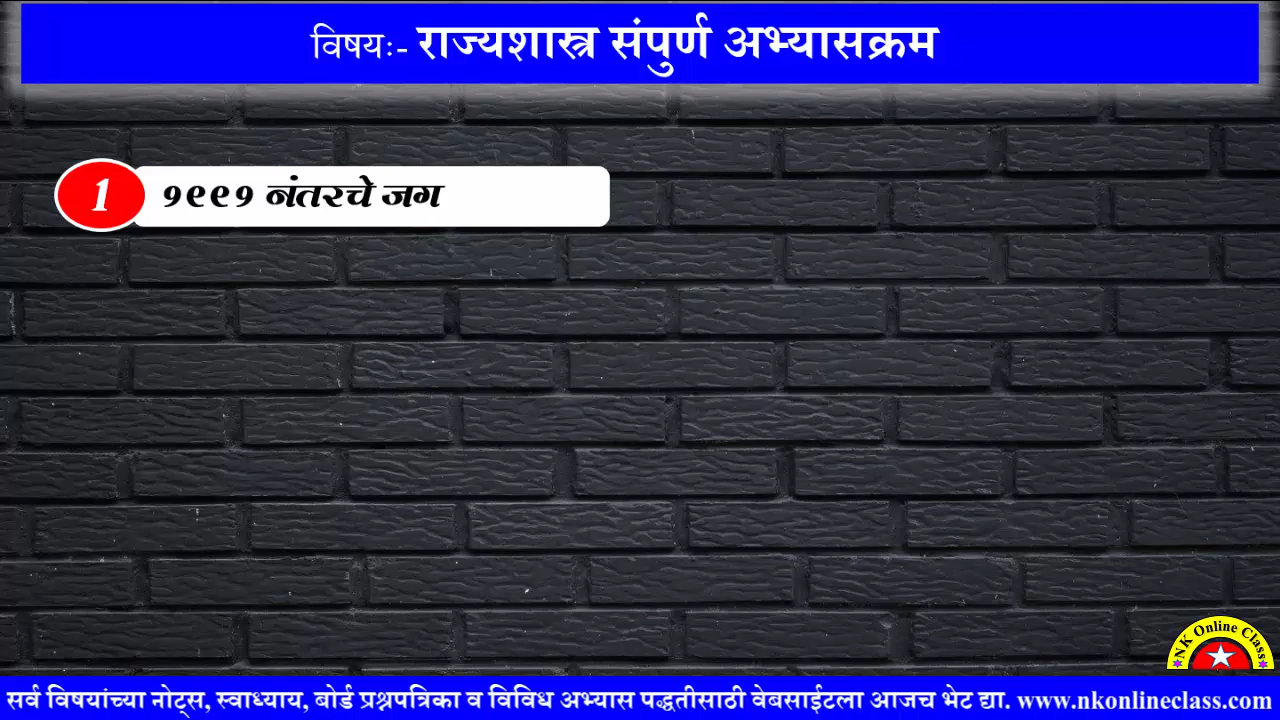 विषयः- राज्यशास्त्र संपुर्ण अभ्यासक्रम
1 १९९१ नंतरचे जग
NK Online Class
सर्व विषयांच्या नोट्स, स्वाध्याय, बोर्ड प्रश्नपत्रिका व विविध अभ्यास पद्धतीसाठी वेबसाईटला आजच भेट द्या. www.nkonlineclass.com